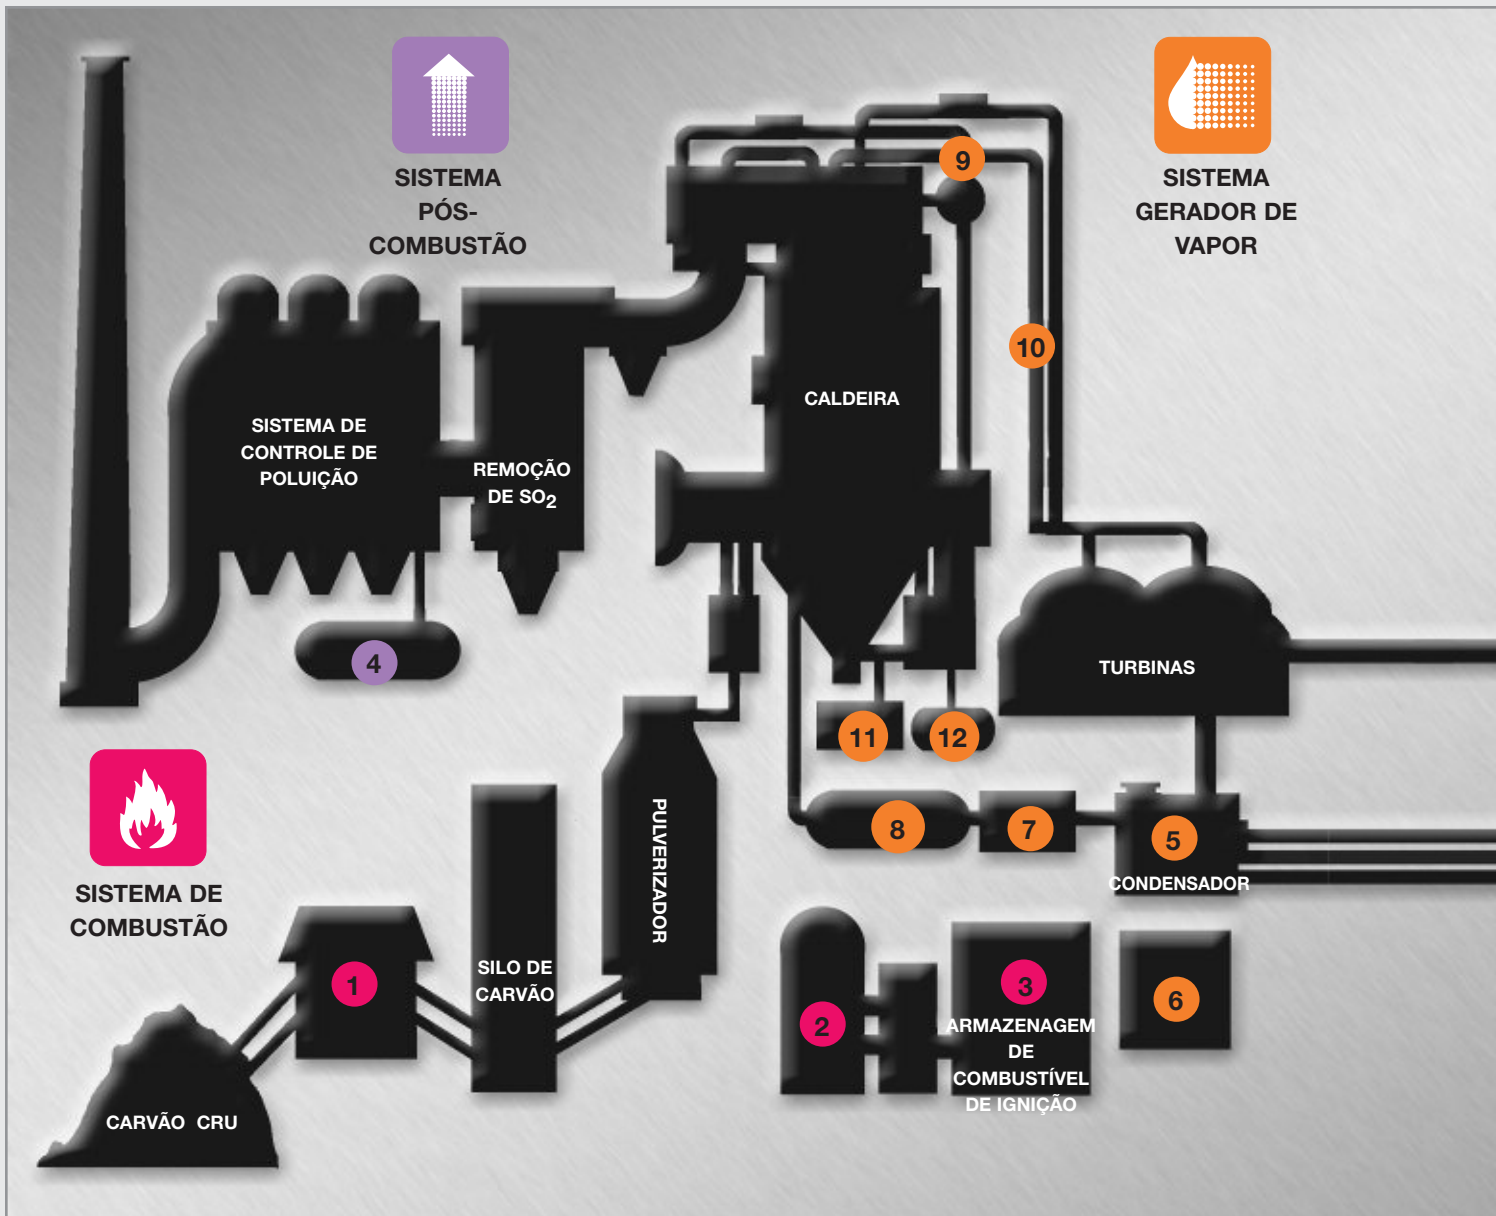 SISTEMA
PÓS-
COMBUSTÃO
SISTEMA
GERADOR DE
VAPOR
9
10
CALDEIRA
SISTEMA DE
CONTROLE DE
POLUIÇÃO
REMOÇÃO
DE SO2
4
TURBINAS
11
12
8
7
5
CONDENSADOR
PULVERIZADOR
SISTEMA DE
COMBUSTÃO
1
SILO DE
CARVÃO
2
3
ARMAZENAGEM
DE
COMBUSTÍVEL
DE IGNIÇÃO
6
CARVÃO CRU